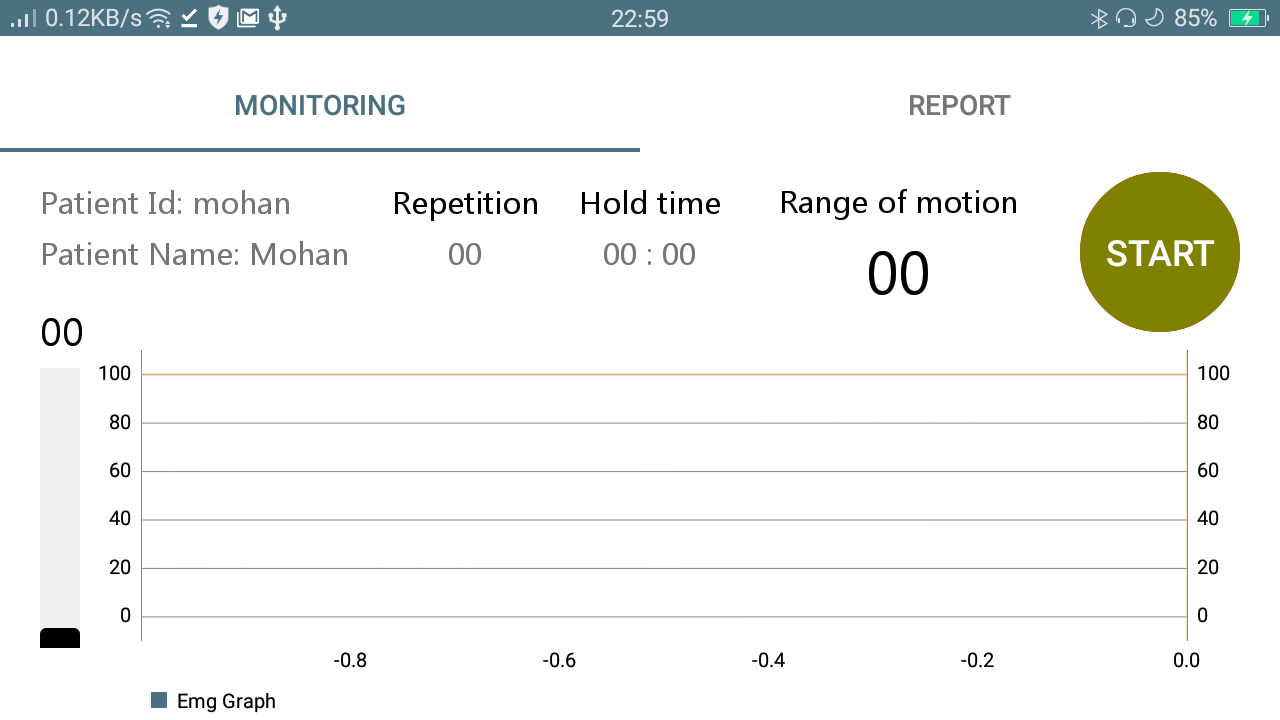 0.12KB/s 22:59 85%
MONITORING REPORT
Patient Id: mohan Repetition Hold time Range of motion
Patient Name: Mohan 00 00 : 00 00
START
00
100 100
80 80
60 60
40 40
20 20
0 0
-0.8 -0.6 -0.4 -0.2 0.0
Emg Graph